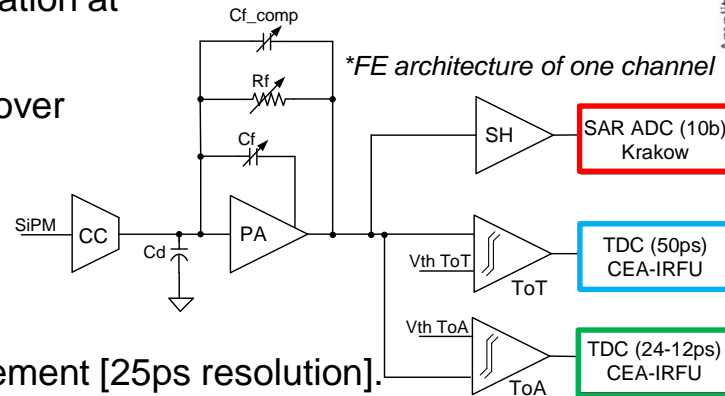 ation at
Cf_comp
*FE architecture of one channel
over
Rf
Cf
SH
SAR ADC (10b)
Krakow
SiPM
CC
Cd
PA
Vth ToT
ToT
TDC (50ps)
CEA-IRFU
Vth ToA
ToA
TDC (24-12ps)
CEA-IRFU
ement [25ps resolution].